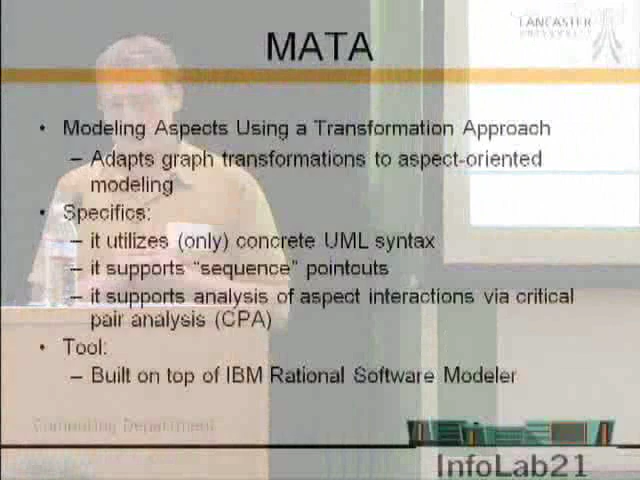 LANCASTER
UNIVERSITY
MATA
• Modeling Aspects Using a Transformation Approach
– Adapts graph transformations to aspect-oriented
modeling
• Specifics:
– it utilizes (only) concrete UML syntax
– it supports “sequence” pointcuts
– it supports analysis of aspect interactions via critical
pair analysis (CPA)
• Tool:
– Built on top of IBM Rational Software Modeler
Computing Department
InfoLab21